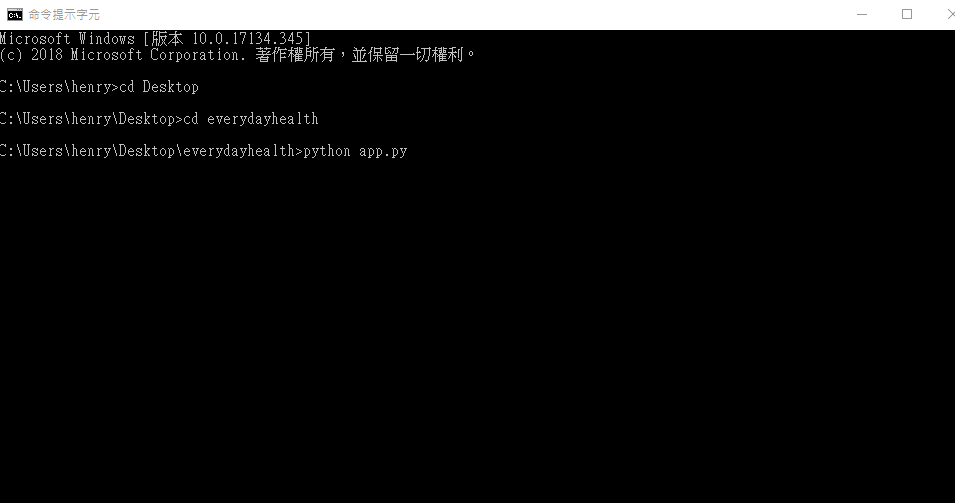 命令提示字元
Microsoft Windows [版本 10.0.17134.345]
(c) 2018 Microsoft Corporation. 著作權所有，並保留一切權利。
C:\Users\henry>cd Desktop
C:\Users\henry\Desktop>cd everydayhealth
C:\Users\henry\Desktop\everydayhealth>python app.py